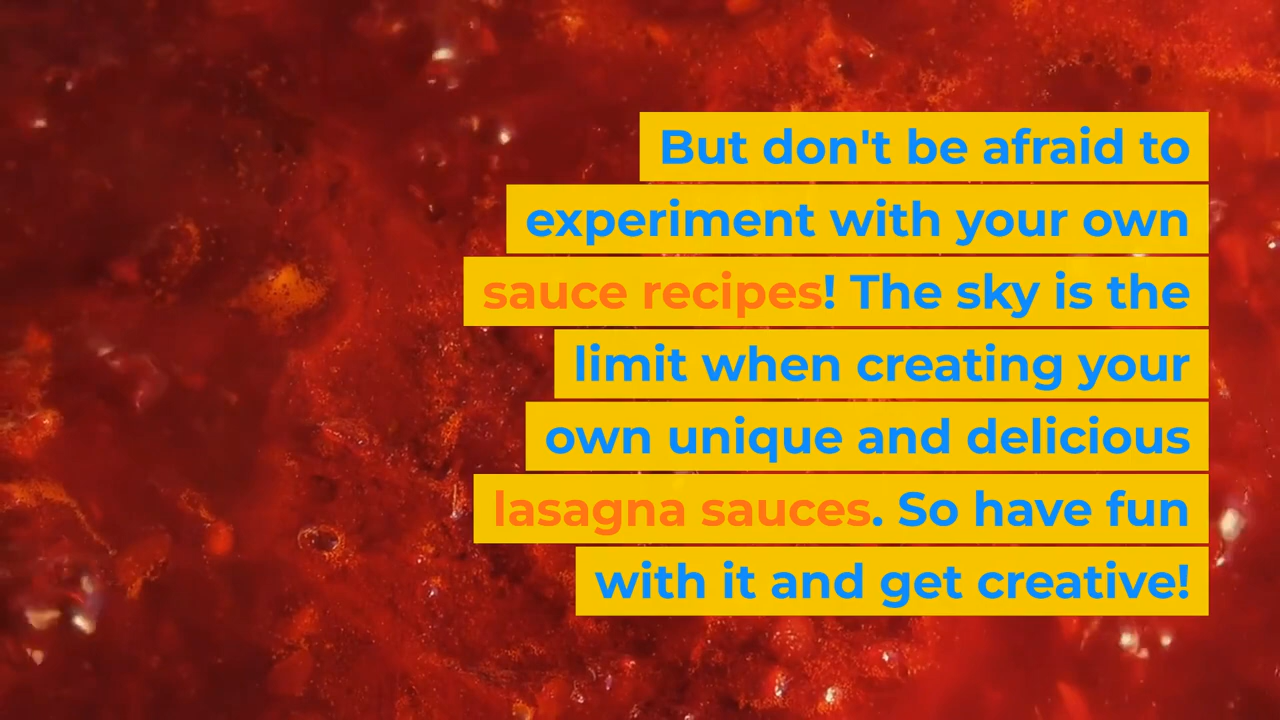 But don't be afraid to
experiment with your own
sauce recipes! The sky is the
limit when creating your
own unique and delicious
lasagna sauces. So have fun
with it and get creative!